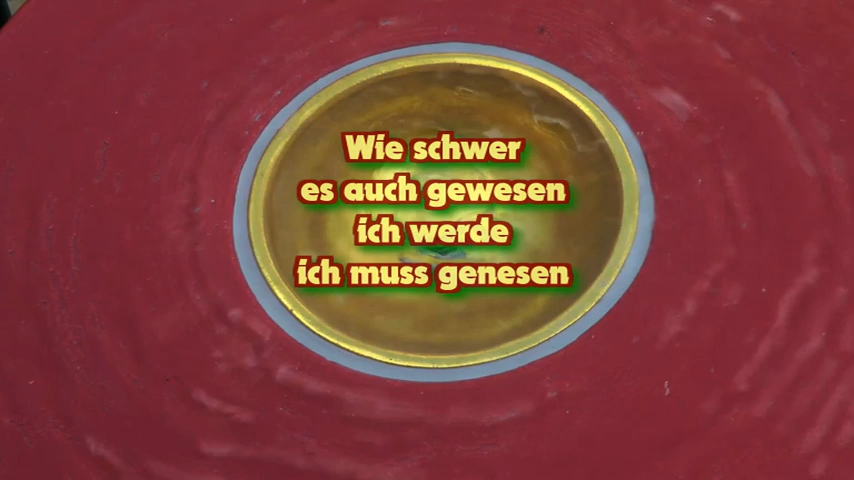 Wie schwer
es auch gewesen
ich werde
ich muss genesen